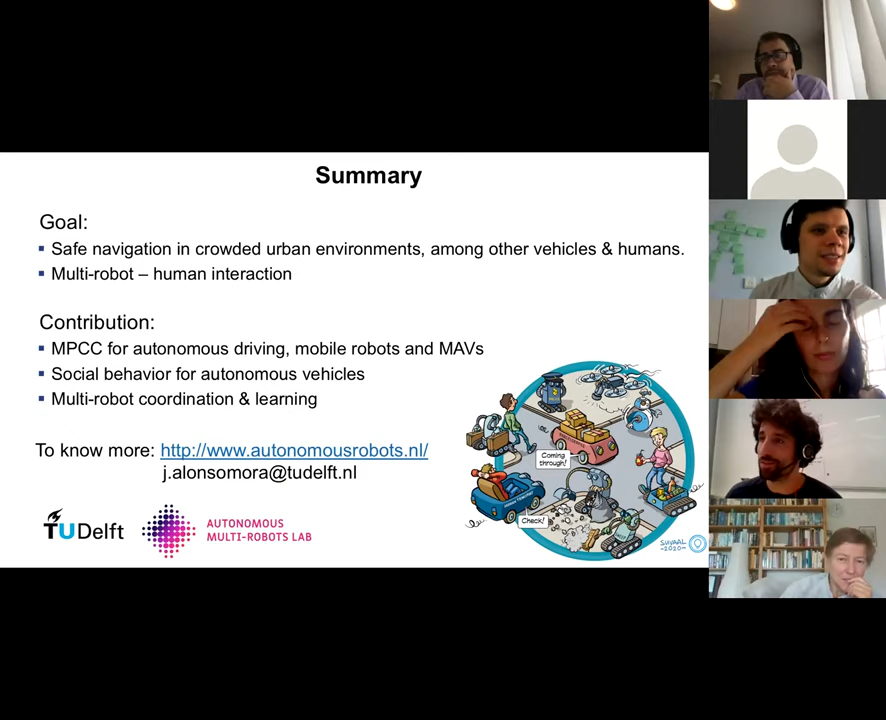 Summary
Goal:
▪ Safe navigation in crowded urban environments, among other vehicles & humans.
▪ Multi-robot – human interaction
Contribution:
▪ MPCC for autonomous driving, mobile robots and MAVs
▪ Social behavior for autonomous vehicles
▪ Multi-robot coordination & learning
To know more: http://www.autonomousrobots.nl/
j.alonsomora@tudelft.nl
Coming
through!
Check!
TUDelft
AUTONOMOUS
MULTI-ROBOTS LAB
-2020-